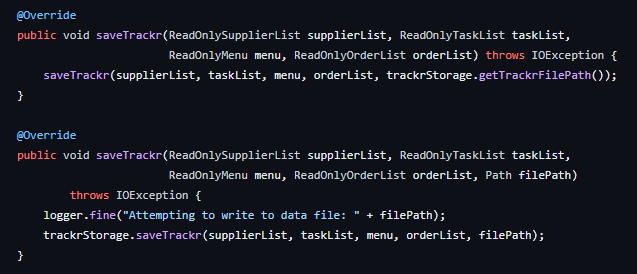 @Override
public void saveTrackr(ReadOnlySupplierList supplierList, ReadOnlyTaskList taskList,
                       ReadOnlyMenu menu, ReadOnlyOrderList orderList) throws IOException {
    saveTrackr(supplierList, taskList, menu, orderList, trackrStorage.getTrackrFilePath());
}

@Override
public void saveTrackr(ReadOnlySupplierList supplierList, ReadOnlyTaskList taskList,
                       ReadOnlyMenu menu, ReadOnlyOrderList orderList, Path filePath)
        throws IOException {
    logger.fine("Attempting to write to data file: " + filePath);
    trackrStorage.saveTrackr(supplierList, taskList, menu, orderList, filePath);
}